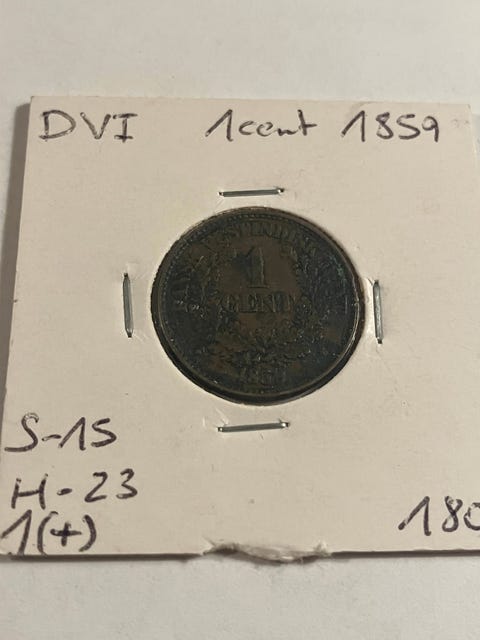 DVI 1cent 1859
1
CENT
S-15
H-23
1(+)
180